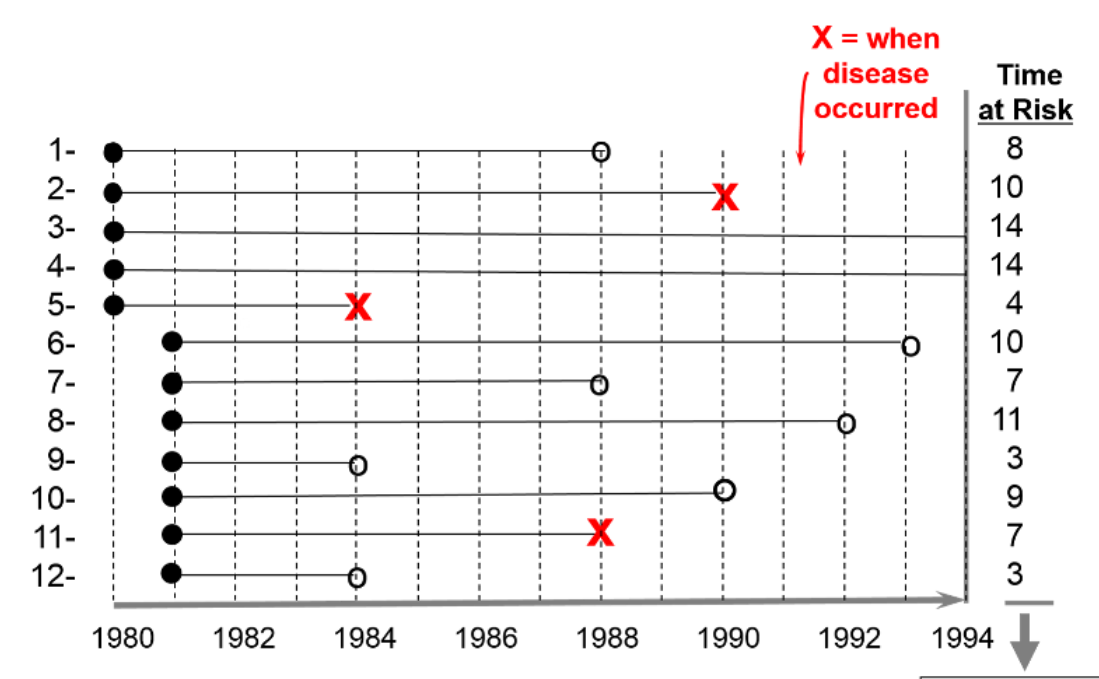 X = when
disease
occurred
Time
at Risk
1- 8
2- X 10
3- 14
4- 14
5- X 4
6- 10
7- 7
8- 11
9- 3
10- 9
11- X 7
12- 3
1980 1982 1984 1986 1988 1990 1992 1994